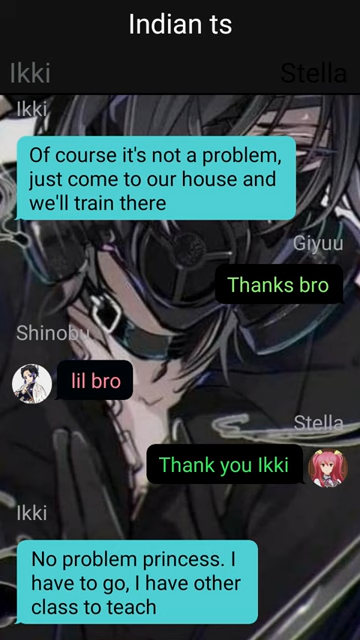 Indian ts
Ikki
Stella
Ikki
Of course it's not a problem,
just come to our house and
we'll train there
Giyuu
Thanks bro
Shinobu
lil bro
Stella
Thank you Ikki
Ikki
No problem princess. I
have to go, I have other
class to teach